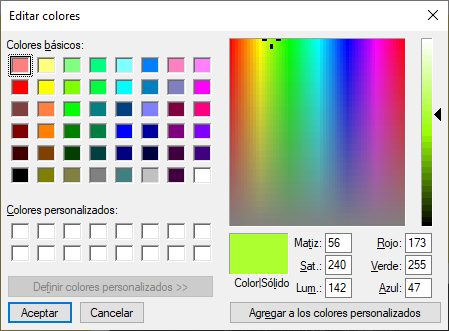 Editar colores
Colores básicos:
Colores personalizados:
Definir colores personalizados >>
Aceptar
Cancelar
Color|Sólido
Matiz: 56
Sat.: 240
Lum.: 142
Rojo: 173
Verde: 255
Azul: 47
Agregar a los colores personalizados